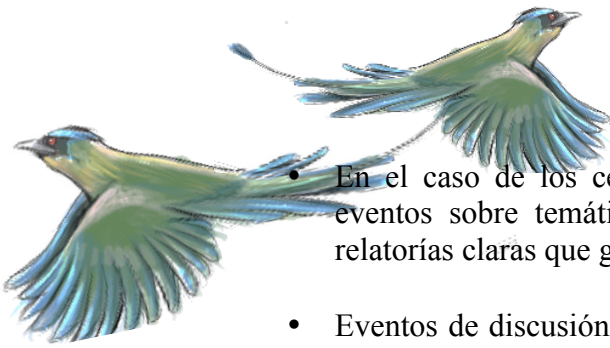 • En el caso de los
eventos sobre
relatorías claras que
• Eventos de discusión